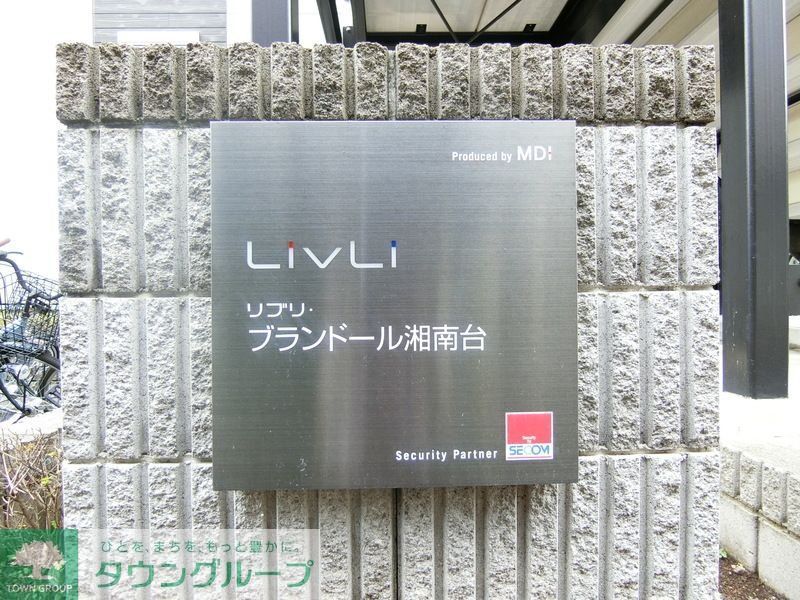 Produced by MDI
LivLi
リブリ・
ブランドール湘南台
Security Partner
Security by
SECOM
ひとを、まちを、もっと豊かに。
タウングループ
TOWN GROUP